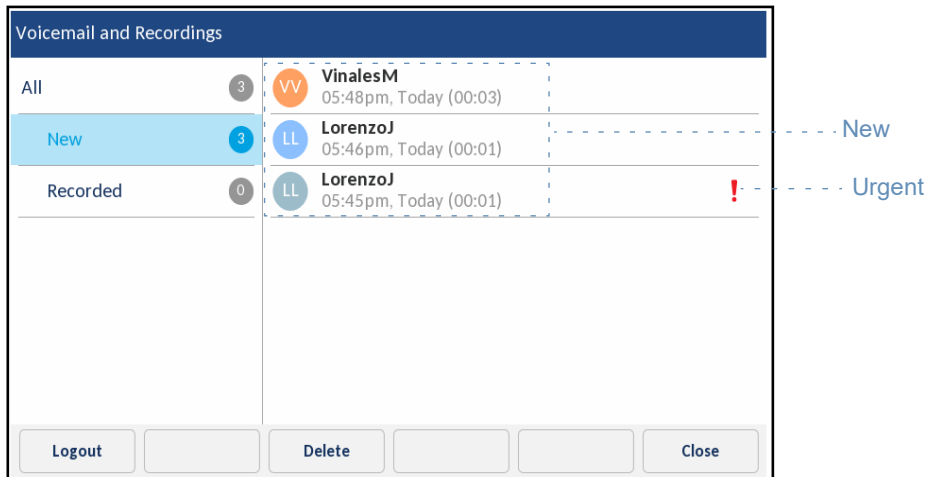 Voicemail and Recordings
All 3
New 3
Recorded 0
VV VinalesM
05:48pm, Today (00:03)
LL LorenzoJ
05:46pm, Today (00:01)
LL LorenzoJ
05:45pm, Today (00:01)
!
New
Urgent
Logout Delete Close